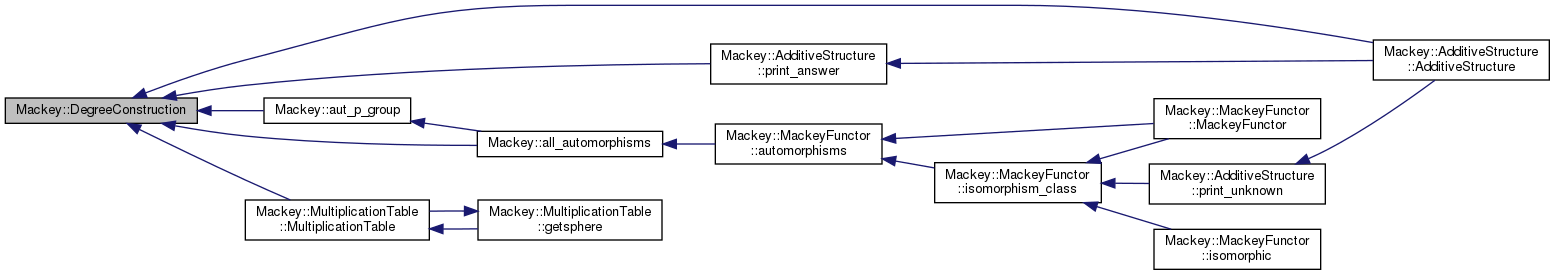 Mackey::DegreeConstruction
Mackey::AdditiveStructure
::print_answer
Mackey::AdditiveStructure
::AdditiveStructure
Mackey::aut_p_group
Mackey::all_automorphisms
Mackey::MackeyFunctor
::automorphisms
Mackey::MackeyFunctor
::MackeyFunctor
Mackey::MackeyFunctor
::isomorphism_class
Mackey::AdditiveStructure
::print_unknown
Mackey::MackeyFunctor
::isomorphic
Mackey::MultiplicationTable
::MultiplicationTable
Mackey::MultiplicationTable
::getsphere